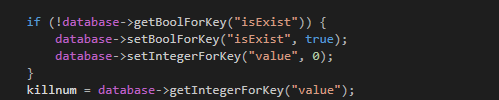 if (!database->getBoolForKey("isExist")) {
database->setBoolForKey("isExist", true);
database->setIntegerForKey("value", 0);
}
killnum = database->getIntegerForKey("value");